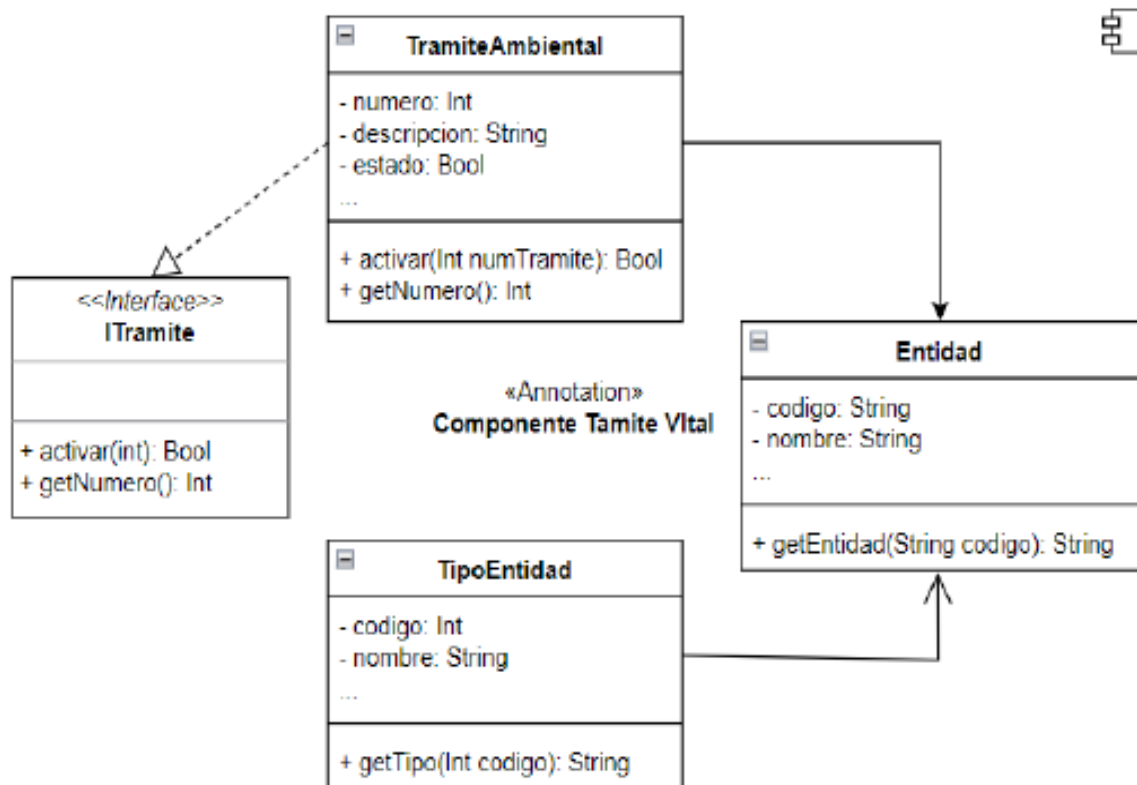 TramiteAmbiental
- numero: Int
- descripcion: String
- estado: Bool
...
+ activar(Int numTramite): Bool
+ getNumero(): Int
<<Interface>>
ITramite
+ activar(int): Bool
+ getNumero(): Int
«Annotation»
Componente Tamite VItal
Entidad
- codigo: String
- nombre: String
...
+ getEntidad(String codigo): String
TipoEntidad
- codigo: Int
- nombre: String
...
+ getTipo(Int codigo): String